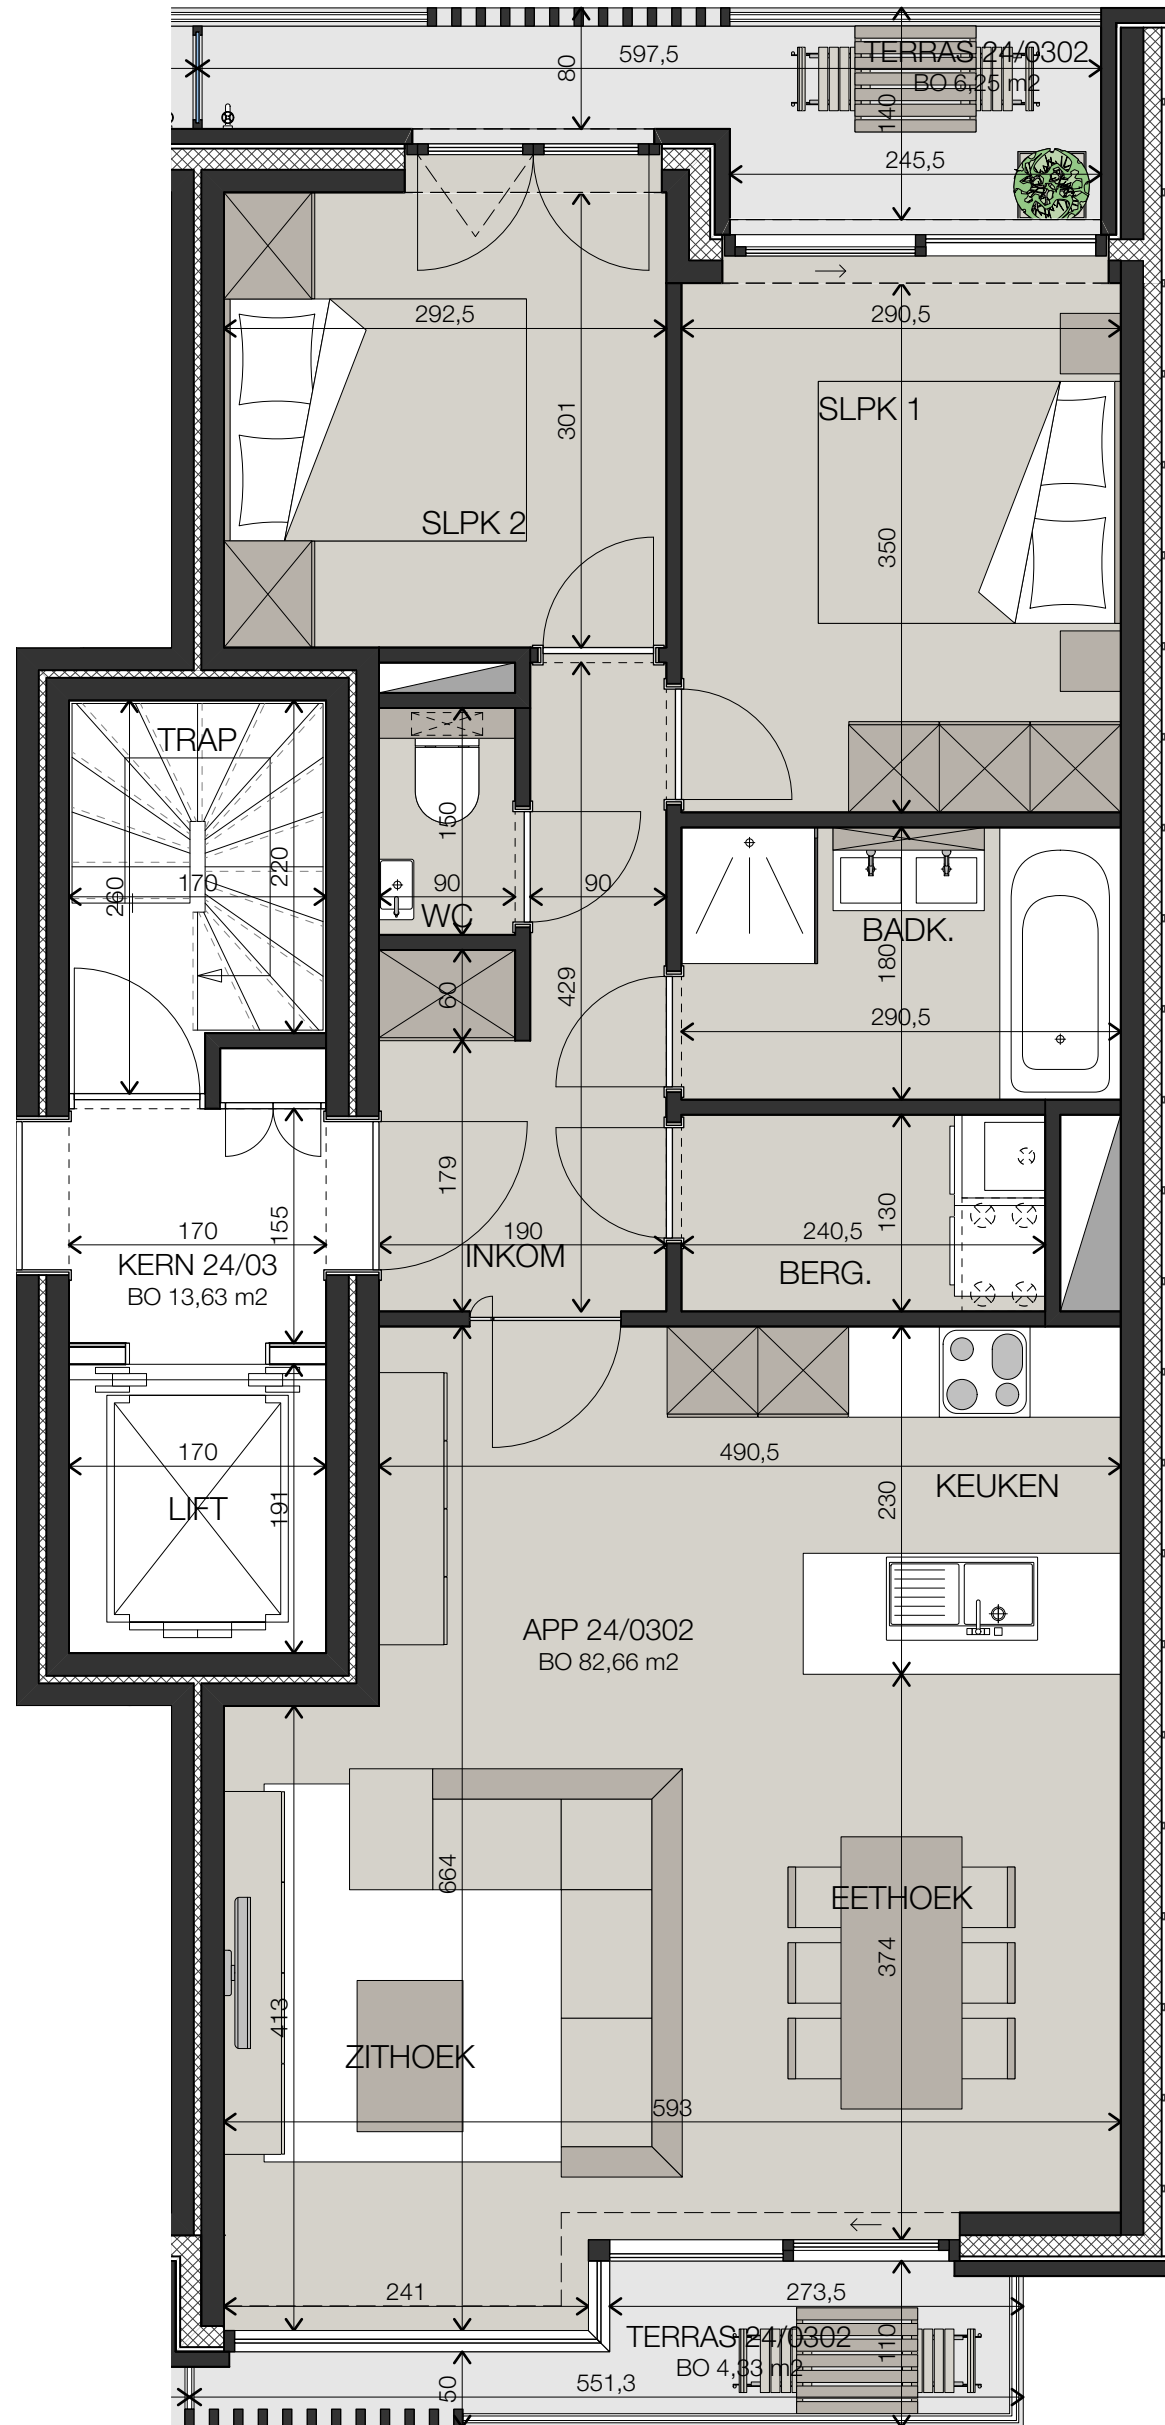 597,5
80
TERRAS 24/0302
BO 6,25 m2
140
245,5
292,5
290,5
301
SLPK 1
SLPK 2
350
TRAP
150
220
260
170
90
90
WC
BADK.
180
429
60
290,5
179
155
130
170
190
240,5
INKOM
KERN 24/03
BO 13,63 m2
BERG.
170
490,5
KEUKEN
230
191
LIFT
APP 24/0302
BO 82,66 m2
664
EETHOEK
374
413
ZITHOEK
593
241
273,5
TERRAS 24/0302
BO 4,33 m2
110
50
551,3